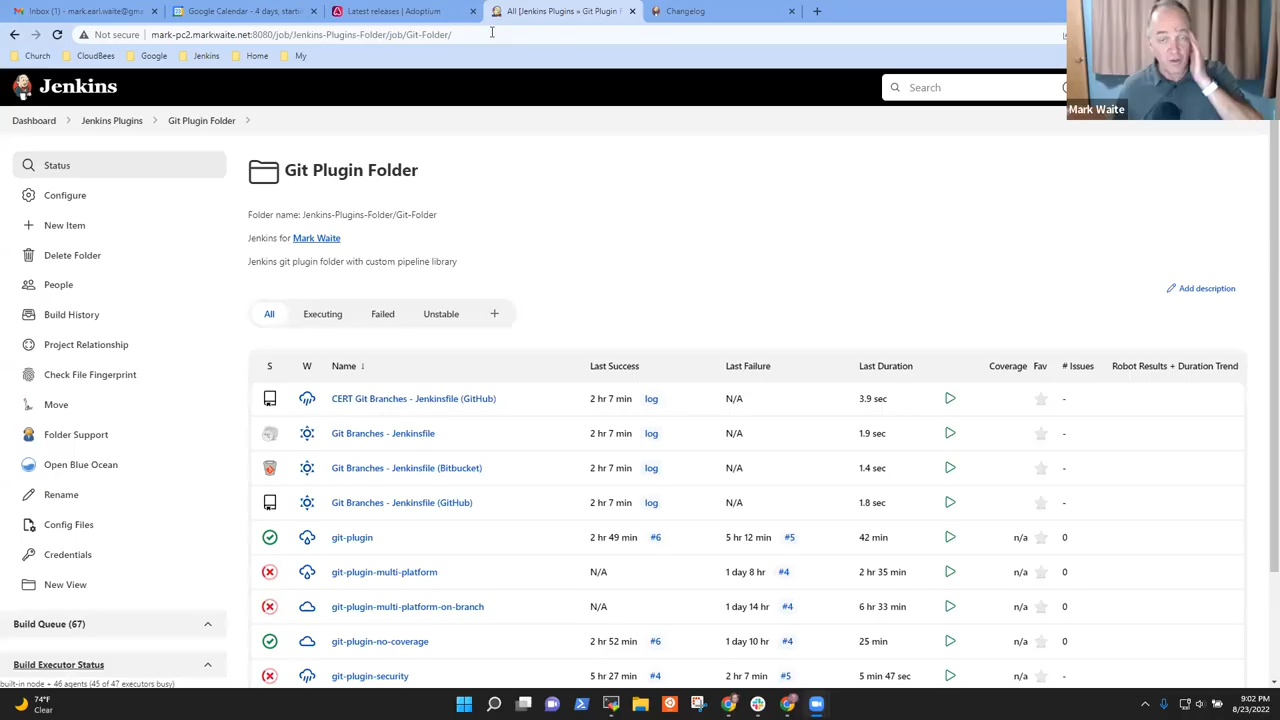 Inbox (1) - mark.earl@gm
Google Calendar - 4 days, starti
Latest releases | Adoptium
All [Jenkins Plugins » Git Plugin F
Changelog
Not secure mark-pc2.markwaite.net:8080/job/Jenkins-Plugins-Folder/job/Git-Folder/
Church CloudBees Google Jenkins Home My
Jenkins
Search
Mark Waite
Dashboard Jenkins Plugins Git Plugin Folder
Status
Configure
New Item
Delete Folder
People
Build History
Project Relationship
Check File Fingerprint
Move
Folder Support
Open Blue Ocean
Rename
Config Files
Credentials
New View
Build Queue (67)
Build Executor Status
built-in node + 46 agents (45 of 47 executors busy)
Git Plugin Folder
Folder name: Jenkins-Plugins-Folder/Git-Folder
Jenkins for Mark Waite
Jenkins git plugin folder with custom pipeline library
Add description
All Executing Failed Unstable +
S W Name ↓ Last Success Last Failure Last Duration Coverage Fav # Issues Robot Results + Duration Trend
CERT Git Branches - Jenkinsfile (GitHub) 2 hr 7 min log N/A 3.9 sec -
Git Branches - Jenkinsfile 2 hr 7 min log N/A 1.9 sec -
Git Branches - Jenkinsfile (Bitbucket) 2 hr 7 min log N/A 1.4 sec -
Git Branches - Jenkinsfile (GitHub) 2 hr 7 min log N/A 1.8 sec -
git-plugin 2 hr 49 min #6 5 hr 12 min #5 42 min n/a 0
git-plugin-multi-platform N/A 1 day 8 hr #4 2 hr 35 min n/a 0
git-plugin-multi-platform-on-branch N/A 1 day 14 hr #4 6 hr 33 min n/a 0
git-plugin-no-coverage 2 hr 52 min #6 1 day 10 hr #4 25 min n/a 0
git-plugin-security 5 hr 27 min #4 2 hr 7 min #5 5 min 47 sec n/a 0
74°F
Clear
9:02 PM
8/23/2022